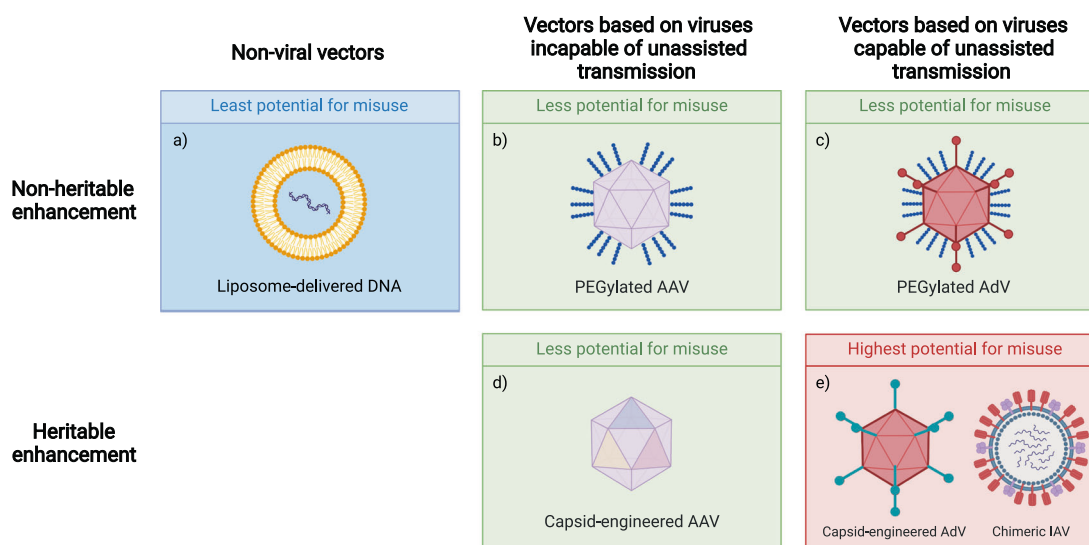 Non-viral vectors
Vectors based on viruses
incapable of unassisted
transmission
Vectors based on viruses
capable of unassisted
transmission
Non-heritable
enhancement
Least potential for misuse
a)
Liposome-delivered DNA
Less potential for misuse
b)
PEGylated AAV
Less potential for misuse
c)
PEGylated AdV
Heritable
enhancement
Less potential for misuse
d)
Capsid-engineered AAV
Highest potential for misuse
e)
Capsid-engineered AdV
Chimeric IAV